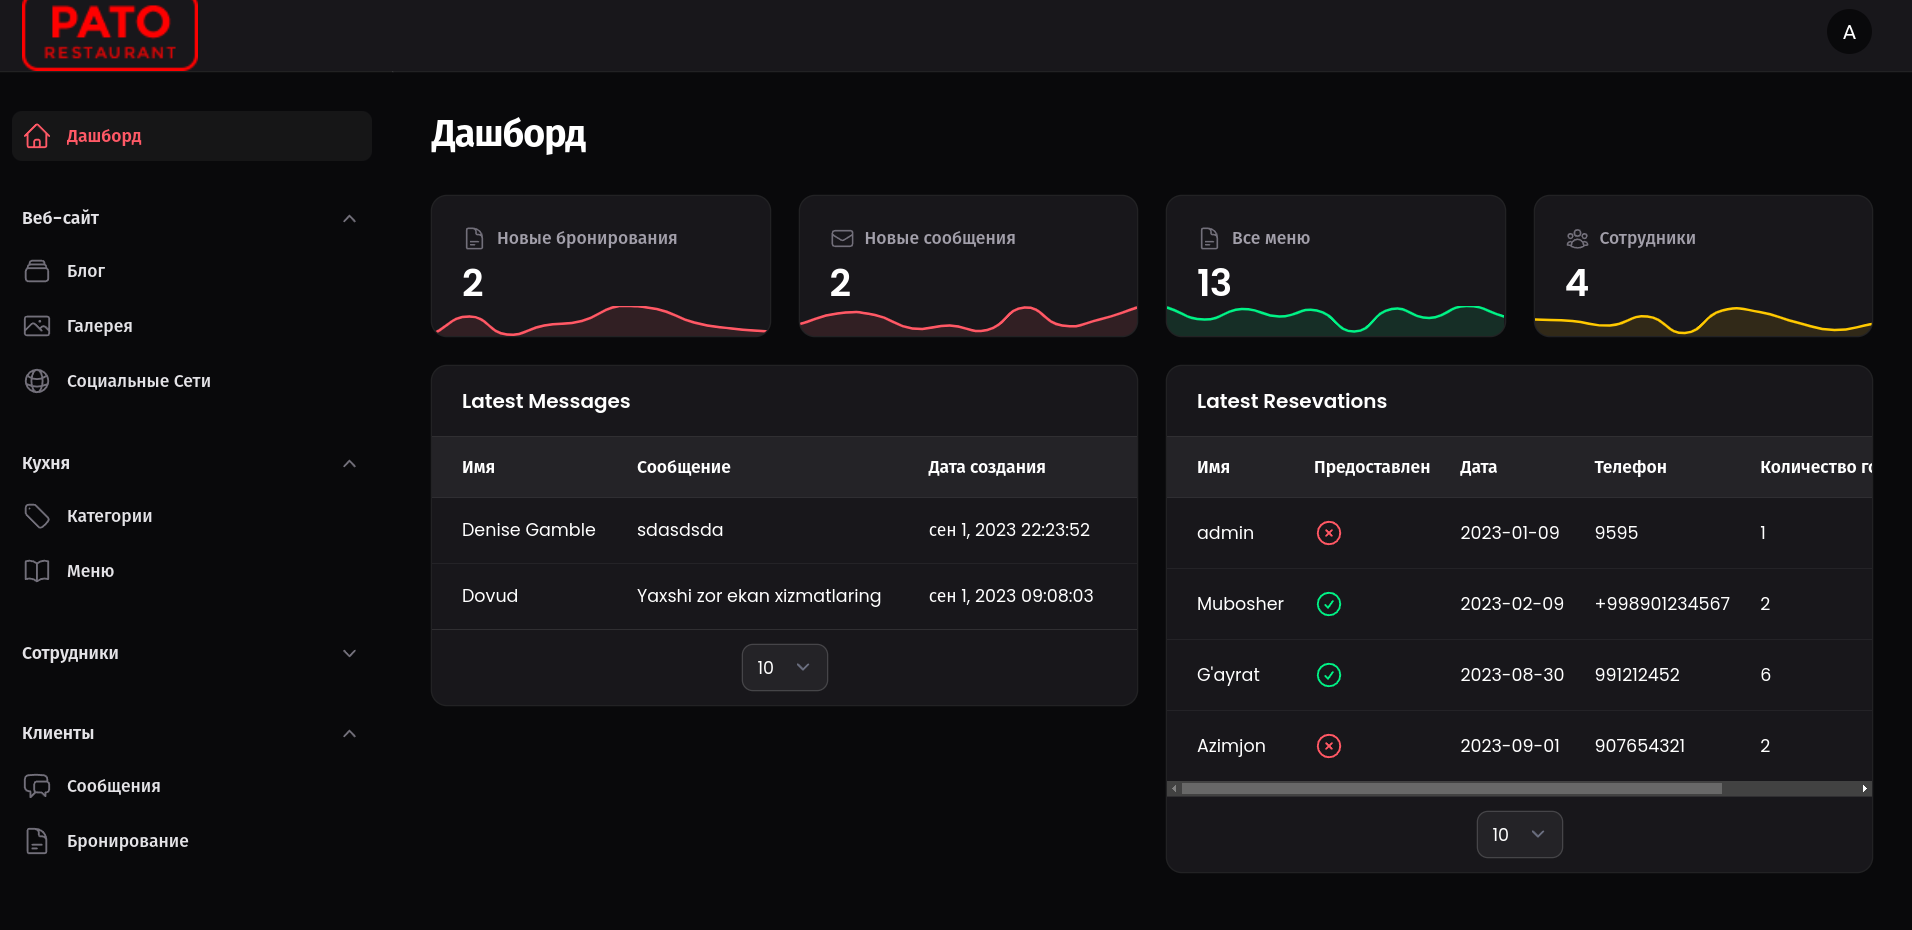 PATO
RESTAURANT
A
Дашборд
Веб-сайт
Блог
Галерея
Социальные Сети
Кухня
Категории
Меню
Сотрудники
Клиенты
Сообщения
Бронирование
Дашборд
Новые бронирования
2
Новые сообщения
2
Все меню
13
Сотрудники
4
Latest Messages
Имя Сообщение Дата создания
Denise Gamble sdasdsda сен 1, 2023 22:23:52
Dovud Yaxshi zor ekan xizmatlaring сен 1, 2023 09:08:03
10
Latest Resevations
Имя Предоставлен Дата Телефон Количество
admin 2023-01-09 9595 1
Mubosher 2023-02-09 +998901234567 2
G'ayrat 2023-08-30 991212452 6
Azimjon 2023-09-01 907654321 2
10